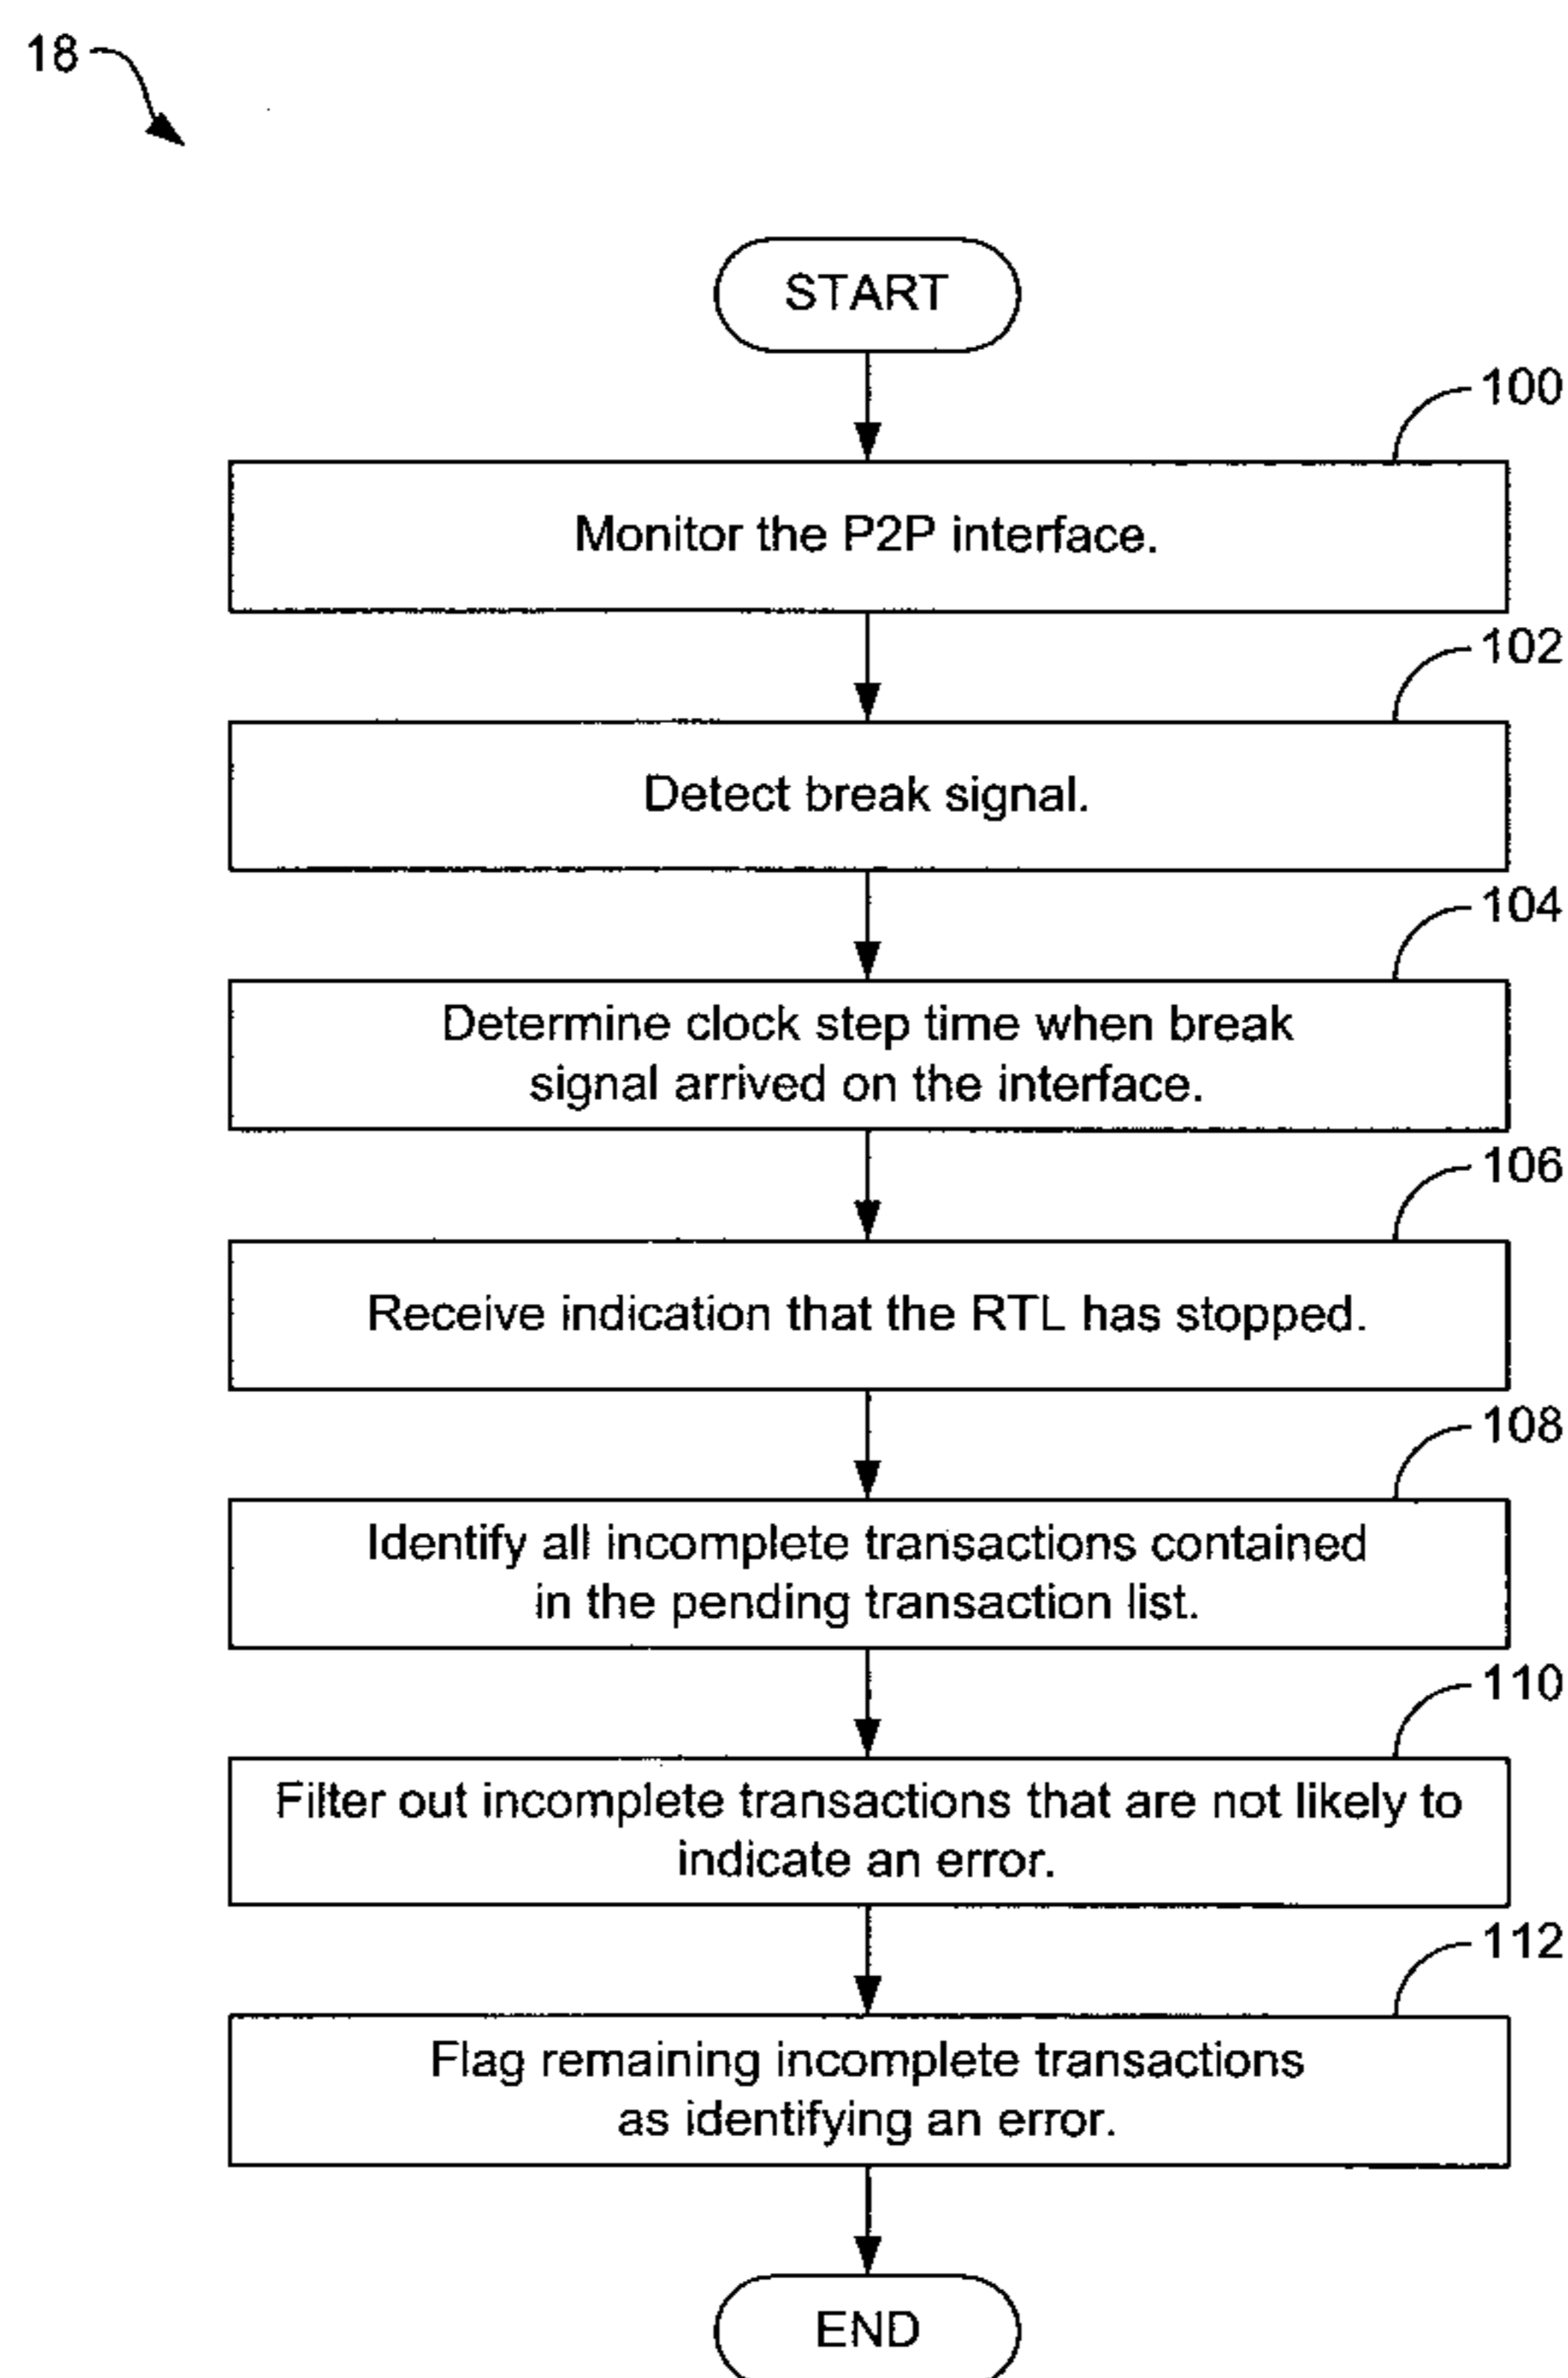 18
START
100
Monitor the P2P interface.
102
Detect break signal.
104
Determine clock step time when break
signal arrived on the interface.
106
Receive indication that the RTL has stopped.
108
Identify all incomplete transactions contained
in the pending transaction list.
110
Filter out incomplete transactions that are not likely to
indicate an error.
112
Flag remaining incomplete transactions
as identifying an error.
END